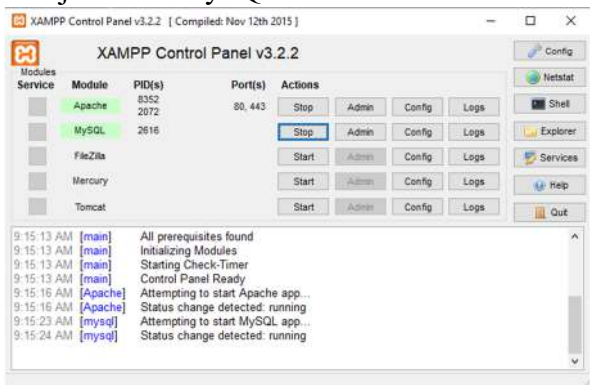 XAMPP Control Panel v3.2.2 [ Compiled: Nov 12th 2015 ]
XAMPP Control Panel v3.2.2
Config
Modules
Service Module PID(s) Port(s) Actions
Netstat
Apache 8352 2072 80, 443 Stop Admin Config Logs
Shell
MySQL 2616 Stop Admin Config Logs
Explorer
FileZilla Start Admin Config Logs
Services
Mercury Start Admin Config Logs
Help
Tomcat Start Admin Config Logs
Quit
9:15:13 AM [main] All prerequisites found
9:15:13 AM [main] Initializing Modules
9:15:13 AM [main] Starting Check-Timer
9:15:13 AM [main] Control Panel Ready
9:15:16 AM [Apache] Attempting to start Apache app...
9:15:16 AM [Apache] Status change detected: running
9:15:23 AM [mysql] Attempting to start MySQL app...
9:15:24 AM [mysql] Status change detected: running